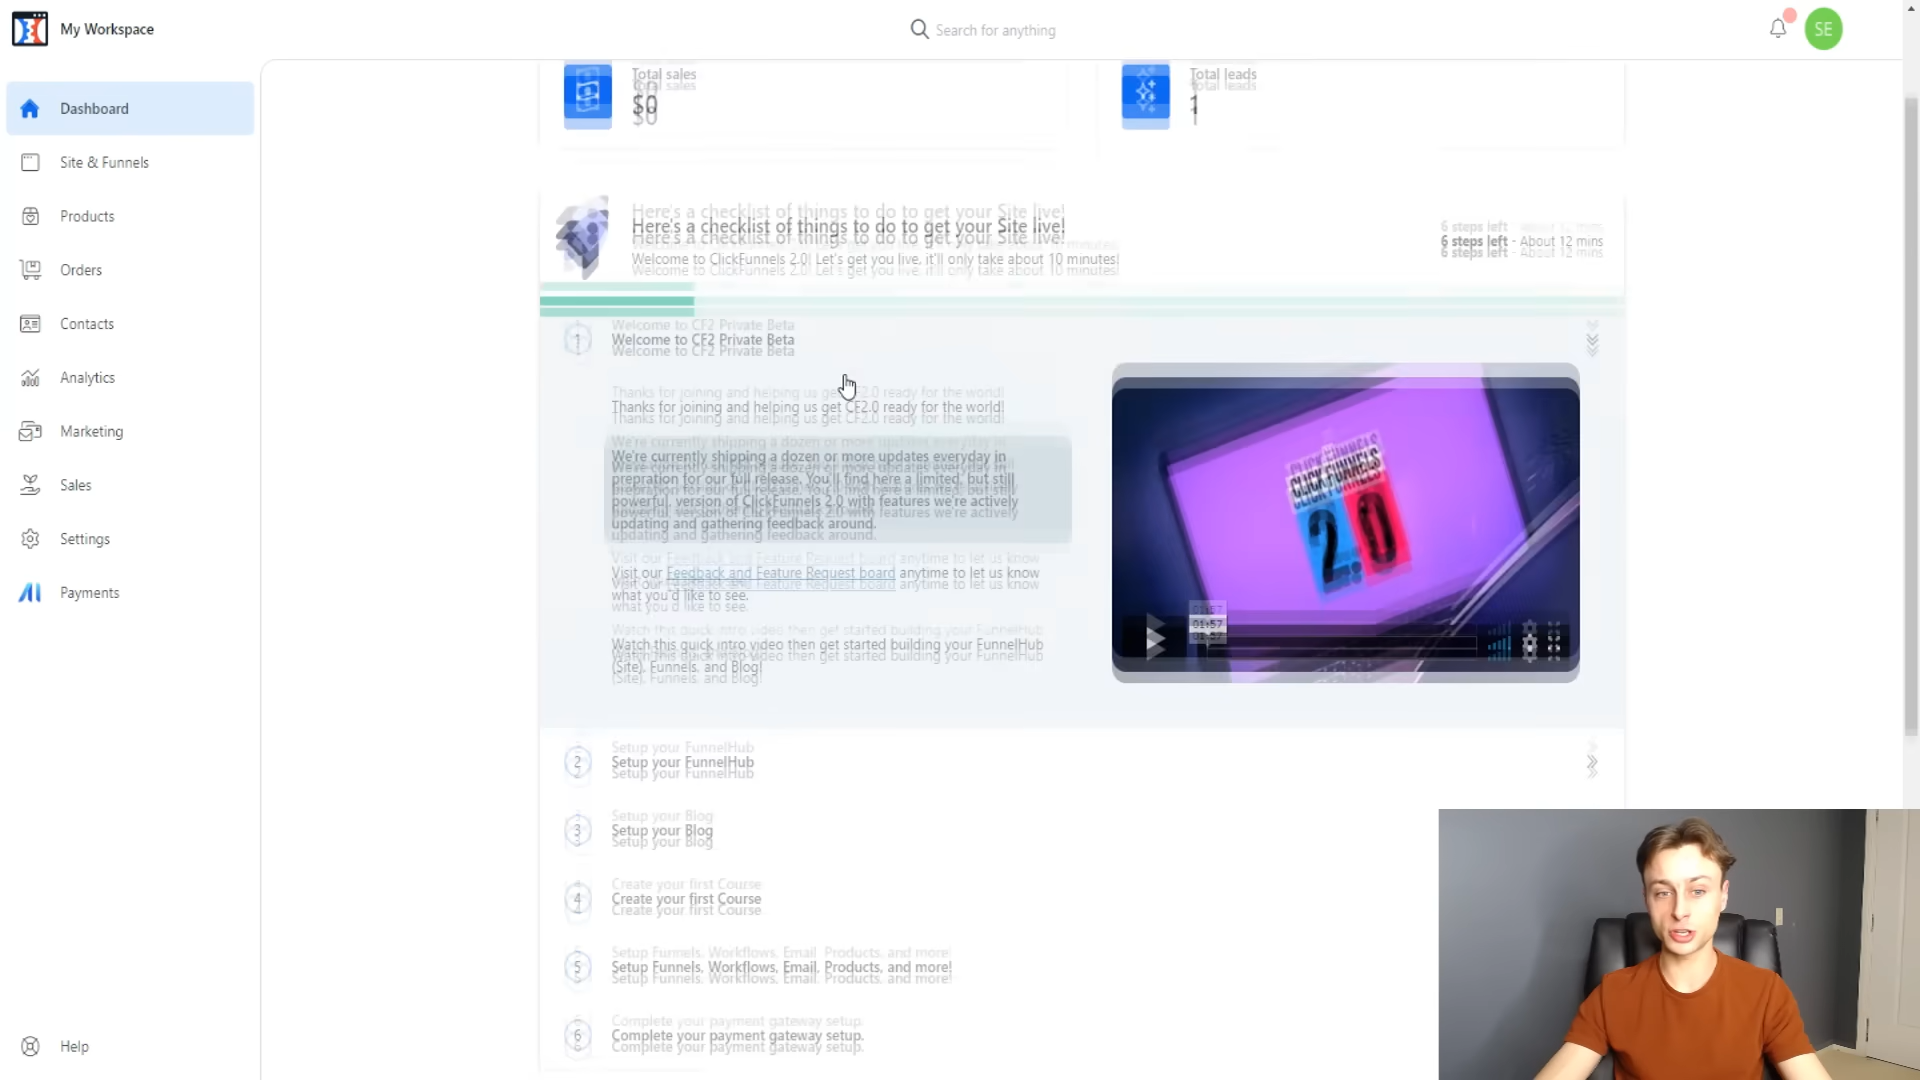 My Workspace
Search for anything
SE
Dashboard
Site & Funnels
Products
Orders
Contacts
Analytics
Marketing
Sales
Settings
Payments
Help
Total sales
$0
Total leads
1
Here's a checklist of things to do to get your Site live!
Welcome to ClickFunnels 2.0! Let's get you live, it'll only take about 10 minutes!
6 steps left - About 12 mins
1
Welcome to CF2 Private Beta
Thanks for joining and helping us get CF2.0 ready for the world!
We're currently shipping a dozen or more updates everyday in
prepration for our full release. You'll find here a limited, but still
powerful, version of ClickFunnels 2.0 with features we're actively
updating and gathering feedback around.
Visit our Feedback and Feature Request board anytime to let us know
what you'd like to see.
Watch this quick intro video then get started building your FunnelHub
(Site), Funnels, and Blog!
CLICK FUNNELS
2.0
01:57
2
Setup your FunnelHub
3
Setup your Blog
4
Create your first Course
5
Setup Funnels, Workflows, Email, Products, and more!
6
Complete your payment gateway setup.